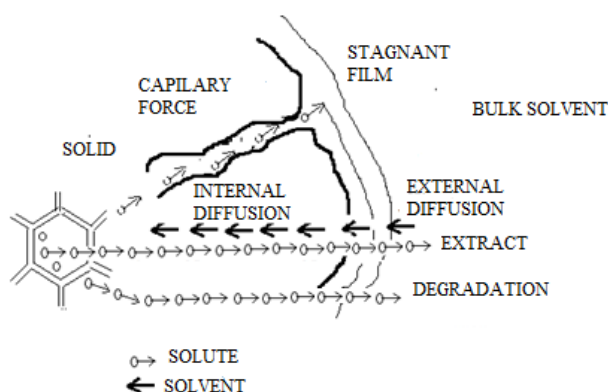 STAGNANT
FILM
CAPILARY
FORCE
BULK SOLVENT
SOLID
INTERNAL
DIFFUSION
EXTERNAL
DIFFUSION
EXTRACT
DEGRADATION
SOLUTE
SOLVENT